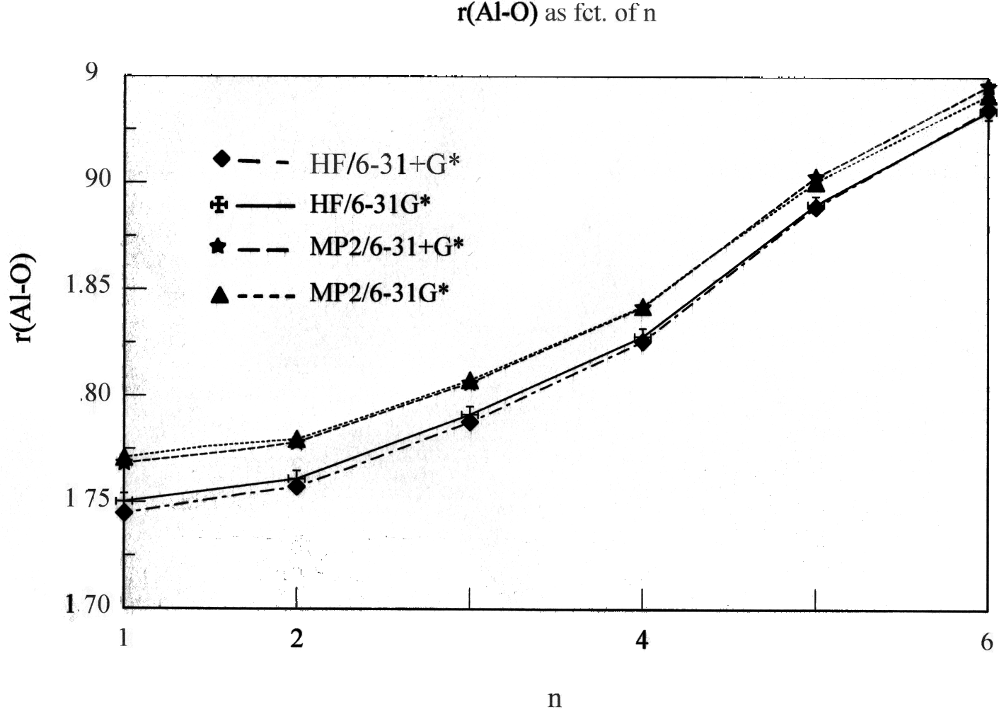 r(Al-O) as fct. of n
9
90
1.85
.80
1 75
1.70
r(Al-O)
HF/6-31+G*
HF/6-31G*
MP2/6-31+G*
MP2/6-31G*
1 2 4 6
n